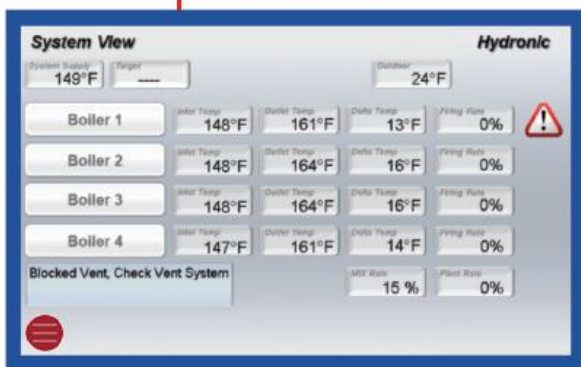 System View Hydronic
System Supply Target Outdoor
149°F ---- 24°F
Inlet Temp Outlet Temp Delta Temp Firing Rate
Boiler 1 148°F 161°F 13°F 0%
Inlet Temp Outlet Temp Delta Temp Firing Rate
Boiler 2 148°F 164°F 16°F 0%
Inlet Temp Outlet Temp Delta Temp Firing Rate
Boiler 3 148°F 164°F 16°F 0%
Inlet Temp Outlet Temp Delta Temp Firing Rate
Boiler 4 147°F 161°F 14°F 0%
Blocked Vent, Check Vent System MIX Rate Plant Rate
15 % 0%